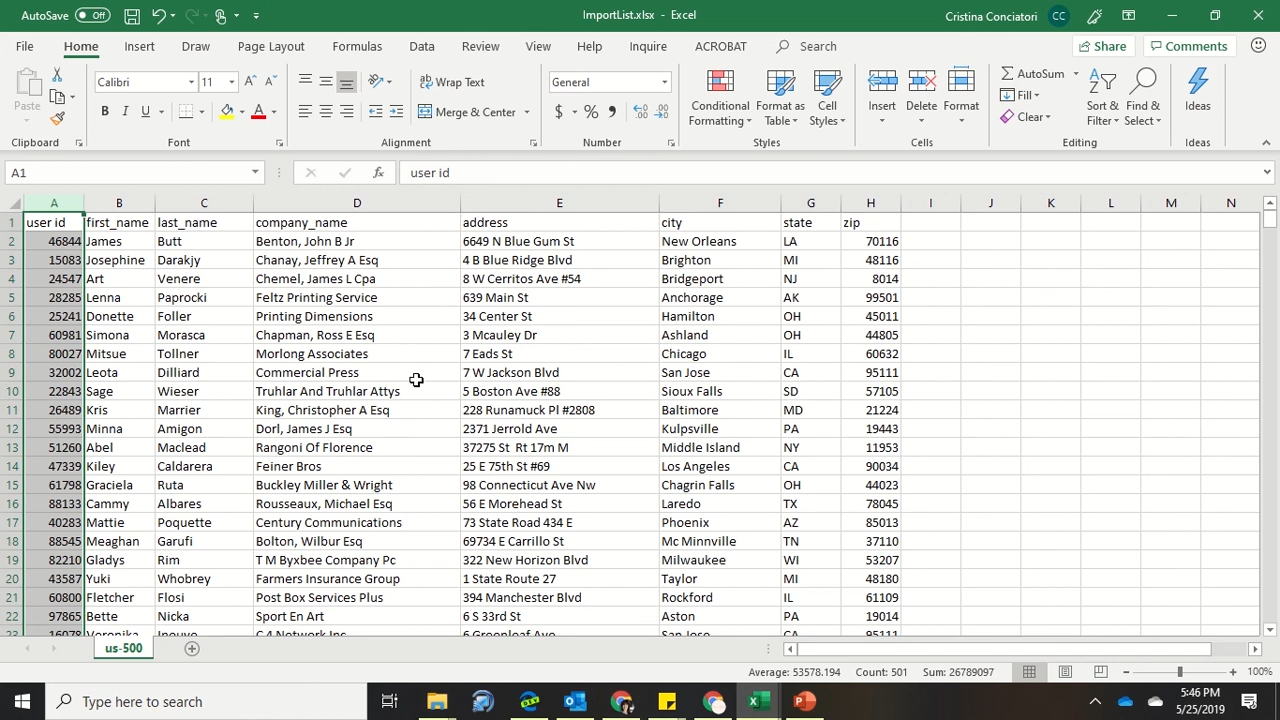 AutoSave Off ImportList.xlsx - Excel Cristina Conciatori CC
File Home Insert Draw Page Layout Formulas Data Review View Help Inquire ACROBAT Search Share Comments
Paste Calibri 11 A A Wrap Text General Conditional Formatting Format as Table Cell Styles Insert Delete Format AutoSum Sort & Filter Find & Select Ideas
B I U A Merge & Center $ % , Fill
Clear
Clipboard Font Alignment Number Styles Cells Editing Ideas
A1 fx user id
A B C D E F G H I J K L M N
1 user id first_name last_name company_name address city state zip
2 46844 James Butt Benton, John B Jr 6649 N Blue Gum St New Orleans LA 70116
3 15083 Josephine Darakjy Chanay, Jeffrey A Esq 4 B Blue Ridge Blvd Brighton MI 48116
4 24547 Art Venere Chemel, James L Cpa 8 W Cerritos Ave #54 Bridgeport NJ 8014
5 28285 Lenna Paprocki Feltz Printing Service 639 Main St Anchorage AK 99501
6 25241 Donette Foller Printing Dimensions 34 Center St Hamilton OH 45011
7 60981 Simona Morasca Chapman, Ross E Esq 3 Mcauley Dr Ashland OH 44805
8 80027 Mitsue Tollner Morlong Associates 7 Eads St Chicago IL 60632
9 32002 Leota Dilliard Commercial Press 7 W Jackson Blvd San Jose CA 95111
10 22843 Sage Wieser Truhlar And Truhlar Attys 5 Boston Ave #88 Sioux Falls SD 57105
11 26489 Kris Marrier King, Christopher A Esq 228 Runamuck Pl #2808 Baltimore MD 21224
12 55993 Minna Amigon Dorl, James J Esq 2371 Jerrold Ave Kulpsville PA 19443
13 51260 Abel Maclead Rangoni Of Florence 37275 St Rt 17m M Middle Island NY 11953
14 47339 Kiley Caldarera Feiner Bros 25 E 75th St #69 Los Angeles CA 90034
15 61798 Graciela Ruta Buckley Miller & Wright 98 Connecticut Ave Nw Chagrin Falls OH 44023
16 88133 Cammy Albares Rousseaux, Michael Esq 56 E Morehead St Laredo TX 78045
17 40283 Mattie Poquette Century Communications 73 State Road 434 E Phoenix AZ 85013
18 88545 Meaghan Garufi Bolton, Wilbur Esq 69734 E Carrillo St Mc Minnville TN 37110
19 82210 Gladys Rim T M Byxbee Company Pc 322 New Horizon Blvd Milwaukee WI 53207
20 43587 Yuki Whobrey Farmers Insurance Group 1 State Route 27 Taylor MI 48180
21 60800 Fletcher Flosi Post Box Services Plus 394 Manchester Blvd Rockford IL 61109
22 97865 Bette Nicka Sport En Art 6 S 33rd St Aston PA 19014
23 16078 Veronika Inouye C 4 Network Inc 6 Greenleaf Ave San Jose CA 95111
us-500
Average: 53578.194 Count: 501 Sum: 26789097 100%
Type here to search 5:46 PM
5/25/2019